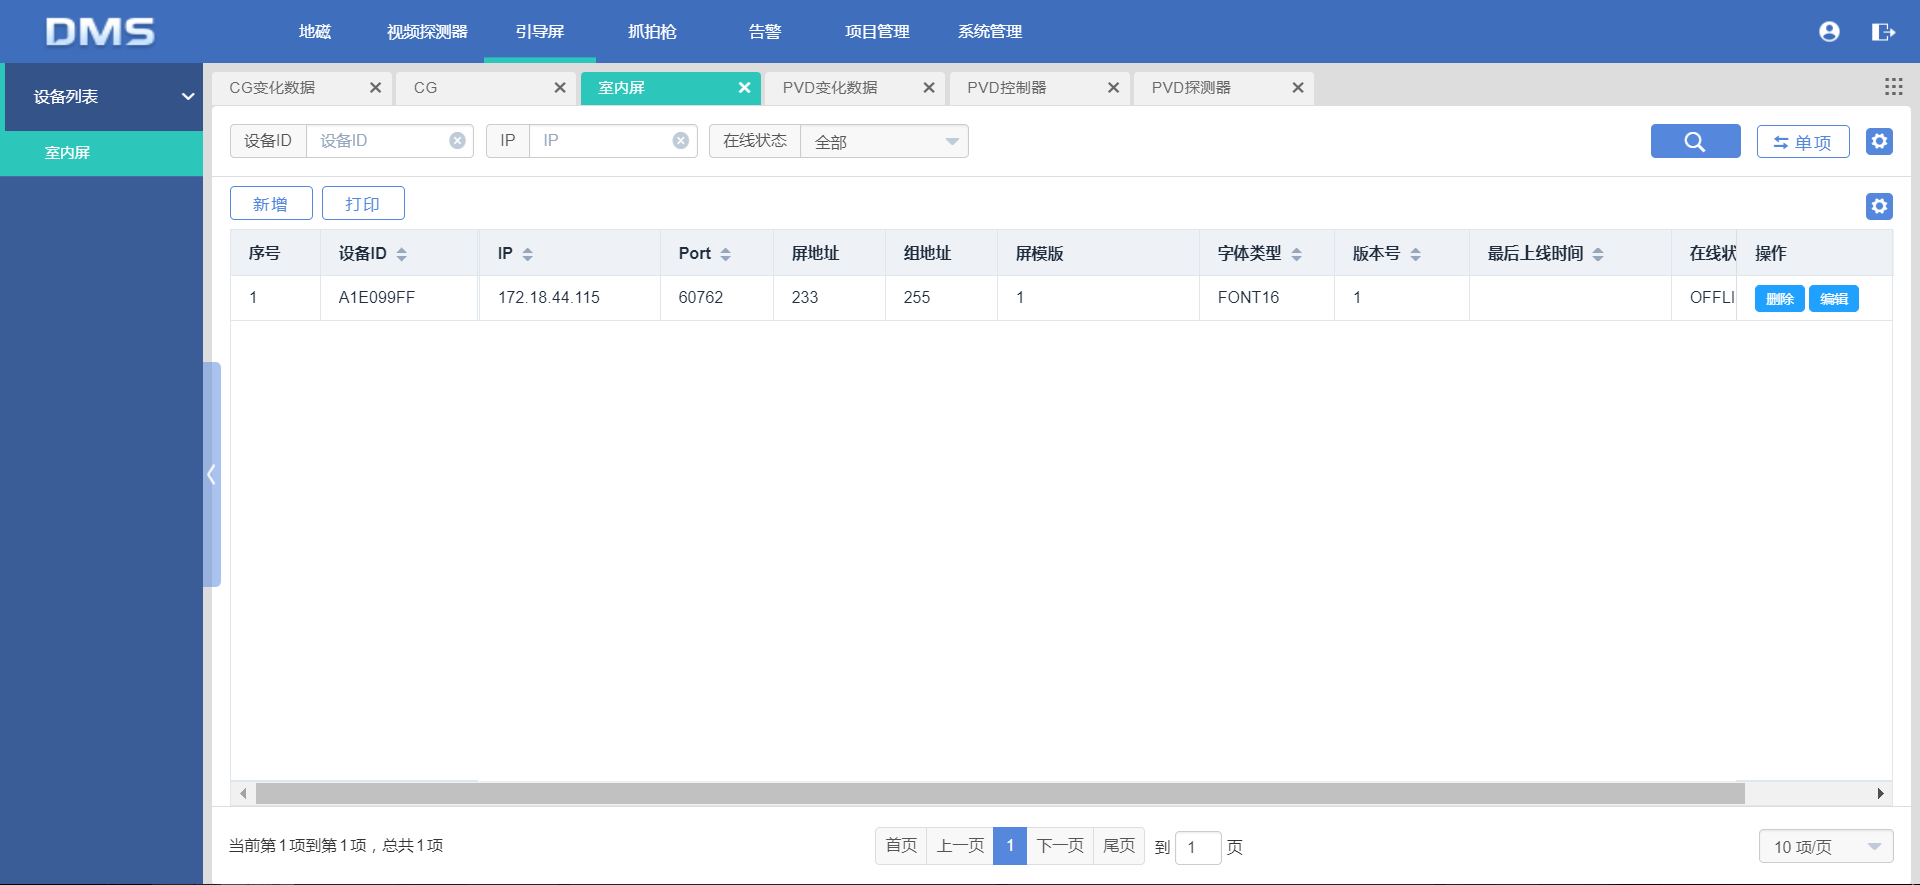 DMS 地磁 视频探测器 引导屏 抓拍枪 告警 项目管理 系统管理
设备列表
室内屏
CG变化数据 CG 室内屏 PVD变化数据 PVD控制器 PVD探测器
设备ID 设备ID IP IP 在线状态 全部 单项
新增 打印
序号 设备ID IP Port 屏地址 组地址 屏模版 字体类型 版本号 最后上线时间 在线状 操作
1 A1E099FF 172.18.44.115 60762 233 255 1 FONT16 1 OFFLI 删除 编辑
当前第1项到第1项，总共1项 首页 上一页 1 下一页 尾页 到 1 页 10 项/页